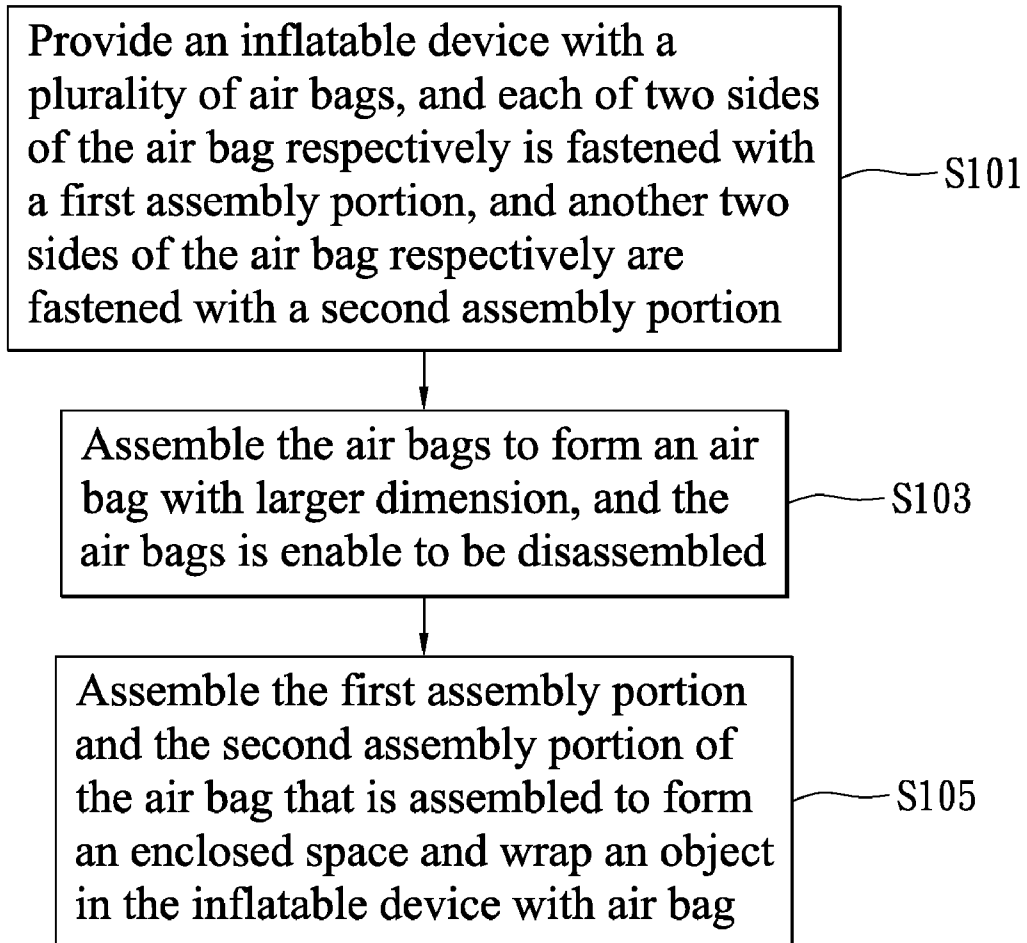 Provide an inflatable device with a
plurality of air bags, and each of two sides
of the air bag respectively is fastened with
a first assembly portion, and another two
sides of the air bag respectively are
fastened with a second assembly portion
S101
Assemble the air bags to form an air
bag with larger dimension, and the
air bags is enable to be disassembled
S103
Assemble the first assembly portion
and the second assembly portion of
the air bag that is assembled to form
an enclosed space and wrap an object
in the inflatable device with air bag
S105